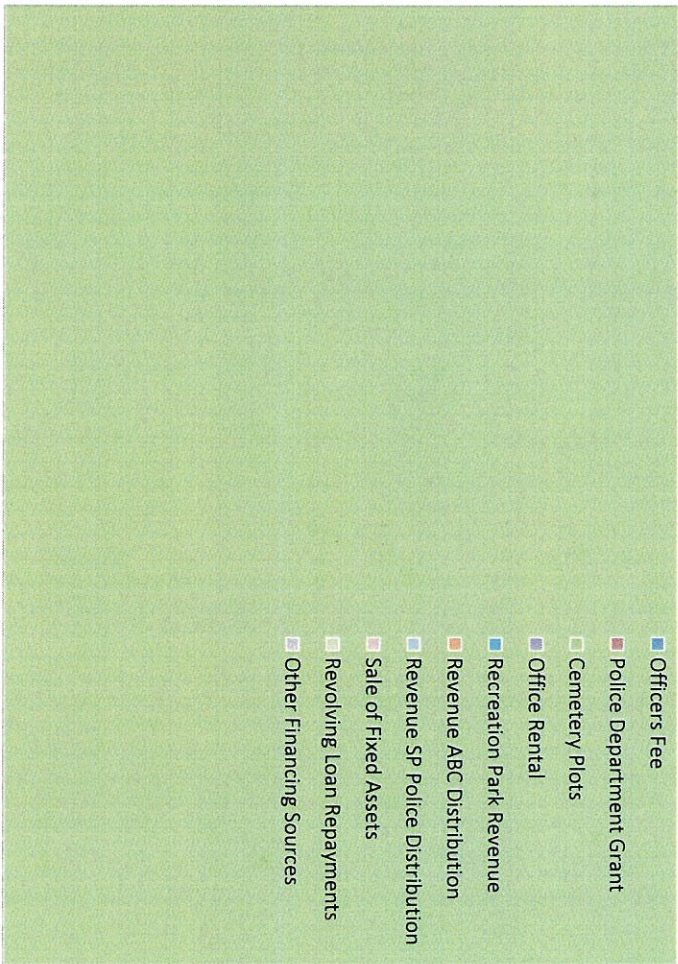 Officers Fee
Police Department Grant
Cemetery Plots
Office Rental
Recreation Park Revenue
Revenue ABC Distribution
Revenue SP Police Distribution
Sale of Fixed Assets
Revolving Loan Repayments
Other Financing Sources